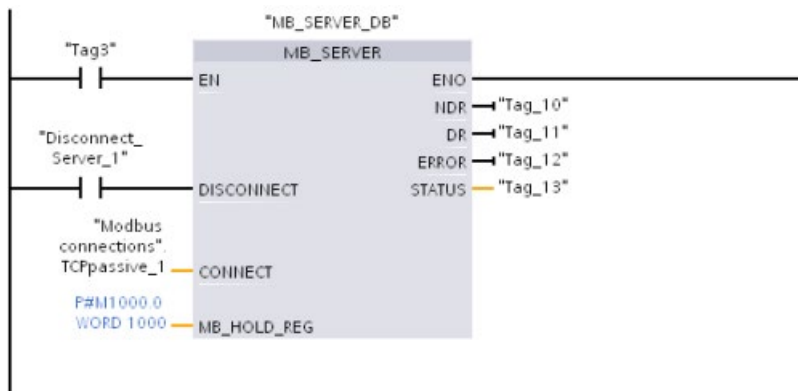 "MB_SERVER_DB"
"Tag3"
MB_SERVER
EN
ENO
NDR
"Tag_10"
DR
"Tag_11"
"Disconnect_
Server_1"
ERROR
"Tag_12"
DISCONNECT
STATUS
"Tag_13"
"Modbus
connections".
TCPpassive_1
CONNECT
P#M1000.0
WORD 1000
MB_HOLD_REG